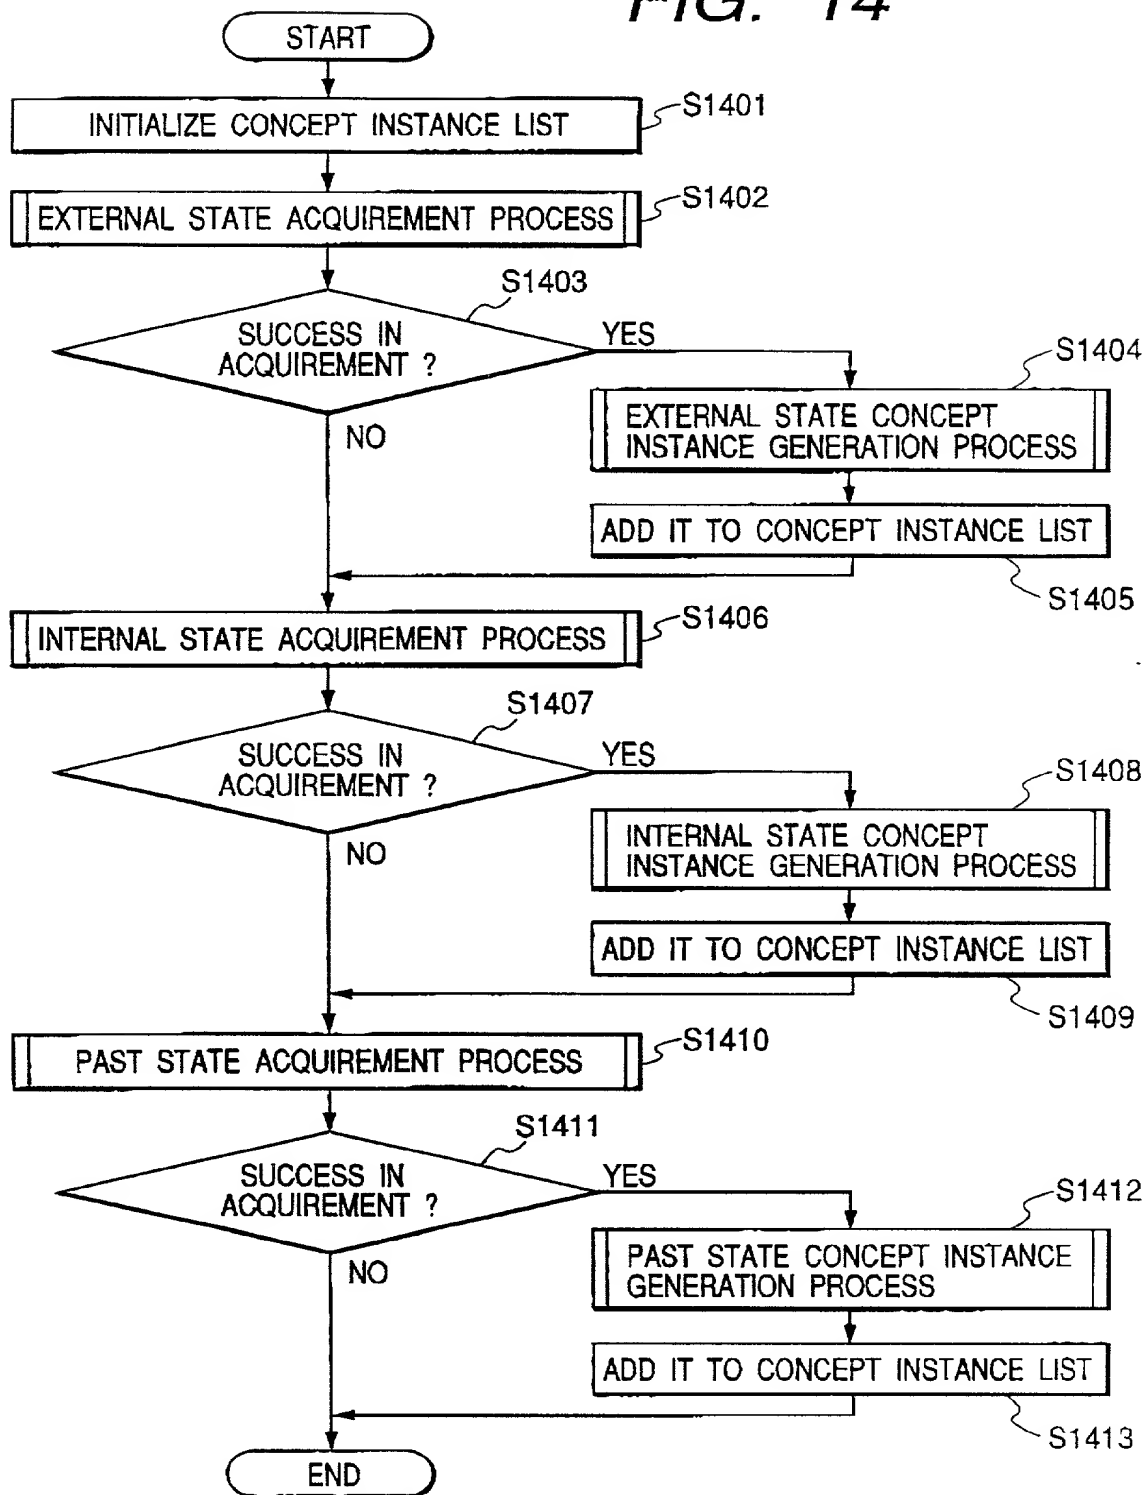 FIG. 14
START
INITIALIZE CONCEPT INSTANCE LIST
S1401
EXTERNAL STATE ACQUIREMENT PROCESS
S1402
S1403
SUCCESS IN
ACQUIREMENT ?
YES
NO
S1404
EXTERNAL STATE CONCEPT
INSTANCE GENERATION PROCESS
ADD IT TO CONCEPT INSTANCE LIST
S1405
INTERNAL STATE ACQUIREMENT PROCESS
S1406
S1407
SUCCESS IN
ACQUIREMENT ?
YES
NO
S1408
INTERNAL STATE CONCEPT
INSTANCE GENERATION PROCESS
ADD IT TO CONCEPT INSTANCE LIST
S1409
PAST STATE ACQUIREMENT PROCESS
S1410
S1411
SUCCESS IN
ACQUIREMENT ?
YES
NO
S1412
PAST STATE CONCEPT INSTANCE
GENERATION PROCESS
ADD IT TO CONCEPT INSTANCE LIST
S1413
END